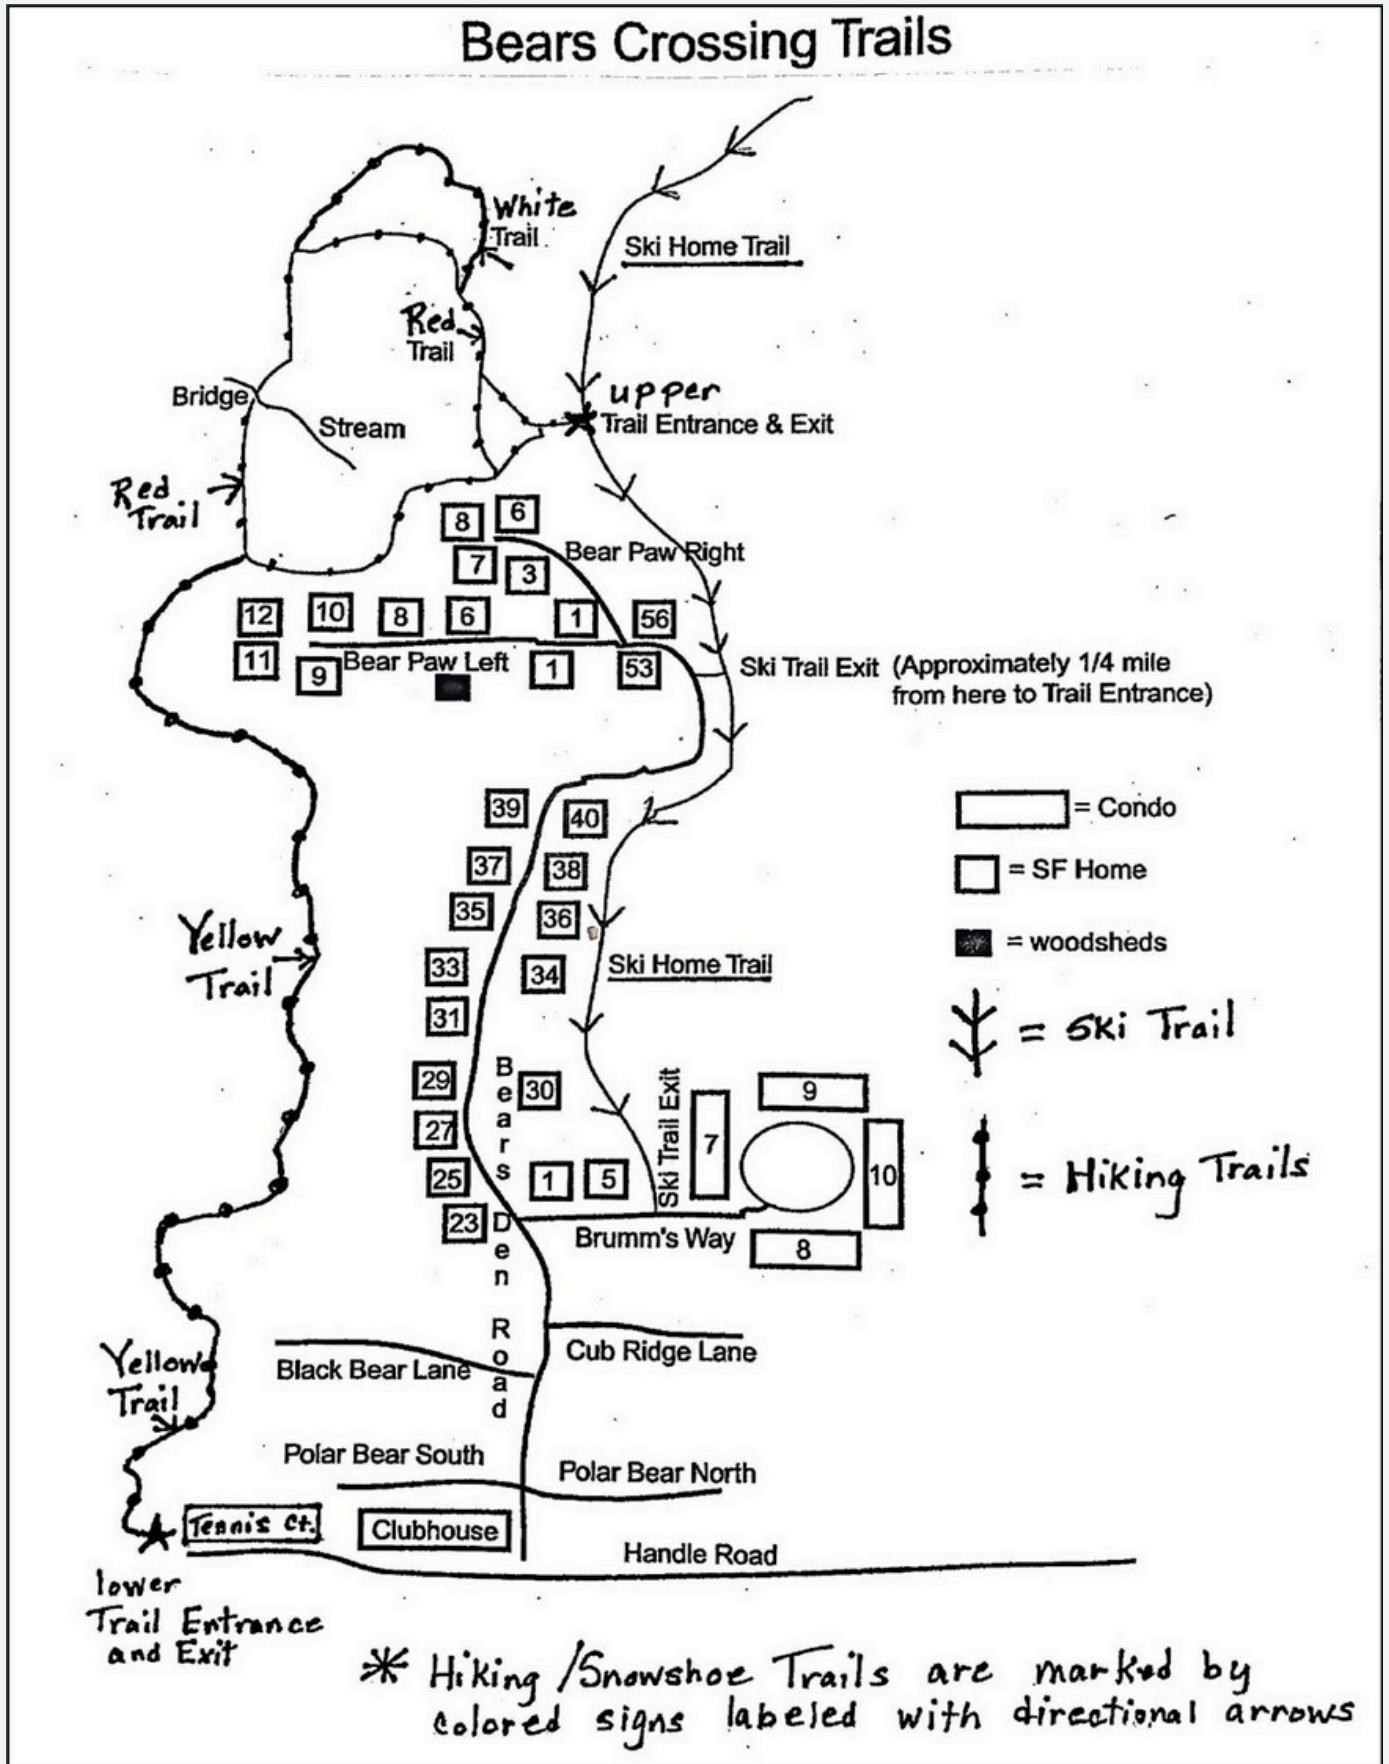 Bears Crossing Trails
White
Trail
Ski Home Trail
Red
Trail
Bridge
Stream
upper
Trail Entrance & Exit
Red
Trail
8
6
7
3
Bear Paw Right
12
10
8
6
1
56
11
9
Bear Paw Left
1
53
Ski Trail Exit (Approximately 1/4 mile
from here to Trail Entrance)
39
40
37
38
35
36
33
34
31
Ski Home Trail
= Condo
= SF Home
= woodsheds
= Ski Trail
= Hiking Trails
Yellow
Trail
29
30
27
25
1
5
23
Bears Den Road
Ski Trail Exit
7
9
10
8
Brumm's Way
Cub Ridge Lane
Black Bear Lane
Yellow
Trail
Polar Bear South
Polar Bear North
Tennis Ct.
Clubhouse
Handle Road
lower
Trail Entrance
and Exit
* Hiking/Snowshoe Trails are marked by
colored signs labeled with directional arrows